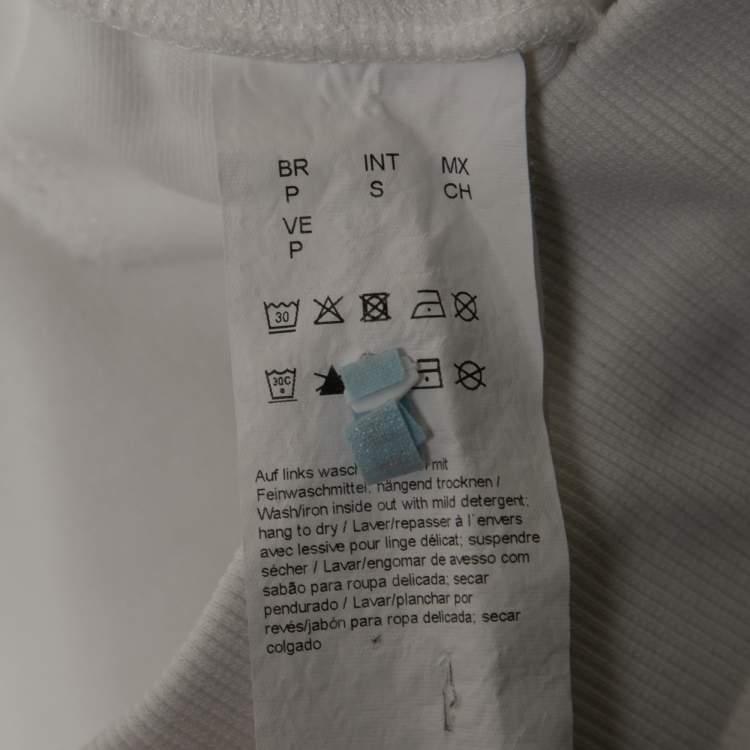 BR INT MX
P S CH
VE
P
30
30C
Auf links mit
Feinwaschmittel; hängend trocknen /
Wash/iron inside out with mild detergent;
hang to dry / Laver/repasser à l´envers
avec lessive pour linge délicat; suspendre
sécher / Lavar/engomar de avesso com
sabão para roupa delicada; secar
pendurado / Lavar/planchar por
revés/jabón para ropa delicada; secar
colgado